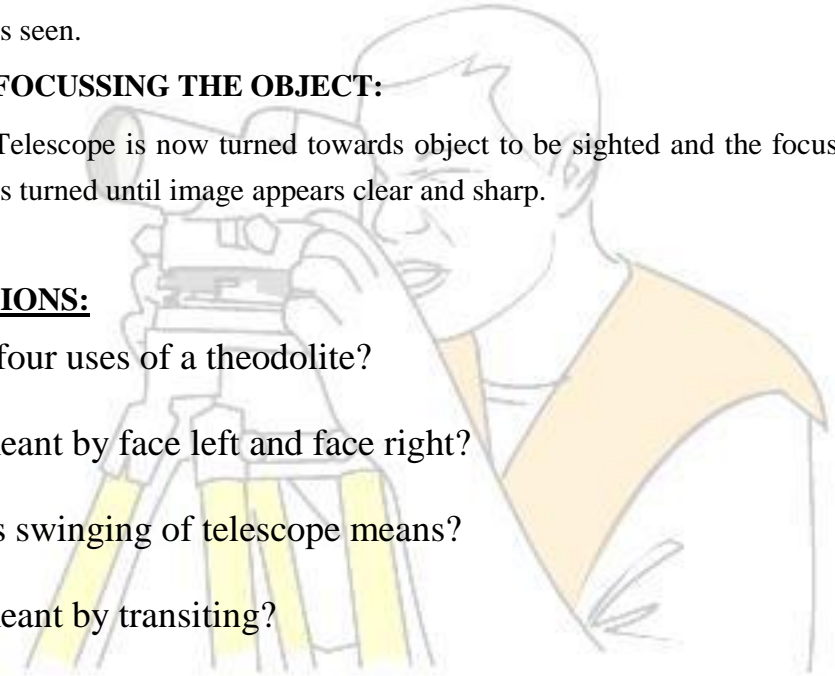 s seen.
FOCUSSING THE OBJECT:
Telescope is now turned towards object to be sighted and the focus
s turned until image appears clear and sharp.
IONS:
four uses of a theodolite?
eant by face left and face right?
s swinging of telescope means?
eant by transiting?